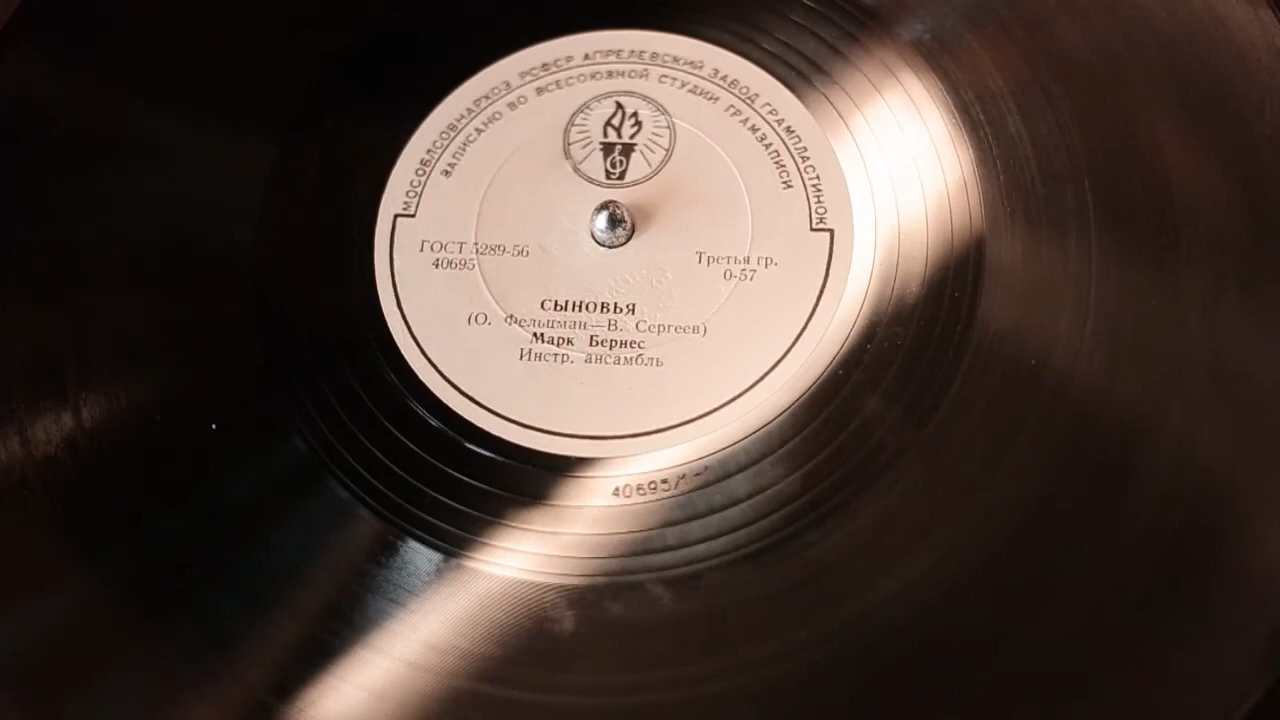 МОСОБЛСОВНАРХОЗ РСФСР АПРЕЛЕВСКИЙ ЗАВОД ГРАМПЛАСТИНОК
ЗАПИСАНО ВО ВСЕСОЮЗНОЙ СТУДИИ ГРАМЗАПИСИ
АЗ
ГОСТ 5289-56
40695
Третья гр.
0-57
СЫНОВЬЯ
(О. Фельцман—В. Сергеев)
Марк Бернес
Инстр. ансамбль
40695/